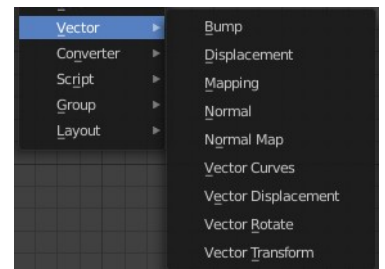 Vector
Converter
Script
Group
Layout
Bump
Displacement
Mapping
Normal
Normal Map
Vector Curves
Vector Displacement
Vector Rotate
Vector Transform